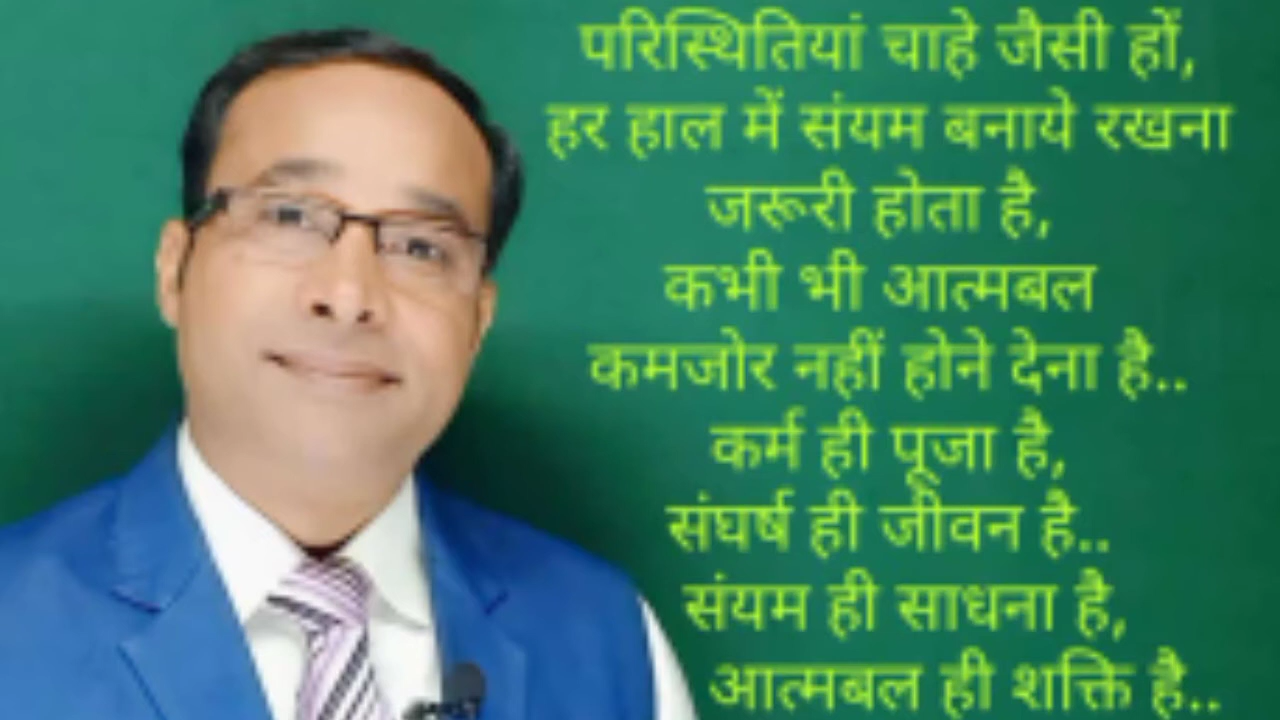 परिस्थितियां चाहे जैसी हों,
हर हाल में संयम बनाये रखना
जरूरी होता है,
कभी भी आत्मबल
कमजोर नहीं होने देना है..
कर्म ही पूजा है,
संघर्ष ही जीवन है..
संयम ही साधना है,
आत्मबल ही शक्ति है..